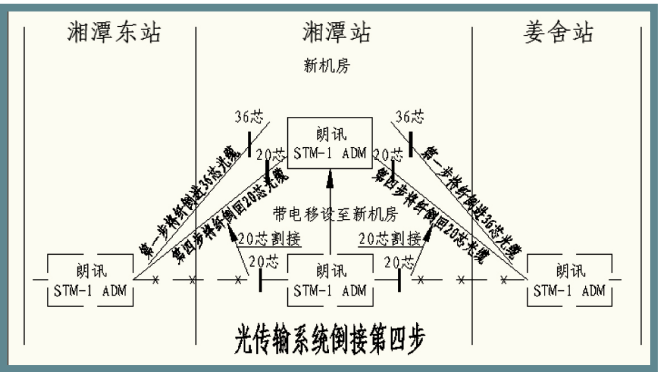 湘潭东站
湘潭站
姜畲站
新机房
36芯
36芯
朗讯
STM-1 ADM
20芯
20芯
第一步将纤倒进36芯光缆
第四步将纤倒回20芯光缆
第一步将纤倒进36芯光缆
第四步将纤倒回20芯光缆
带电移设至新机房
20芯割接
20芯割接
20芯
20芯
朗讯
STM-1 ADM
朗讯
STM-1 ADM
朗讯
STM-1 ADM
光传输系统倒接第四步